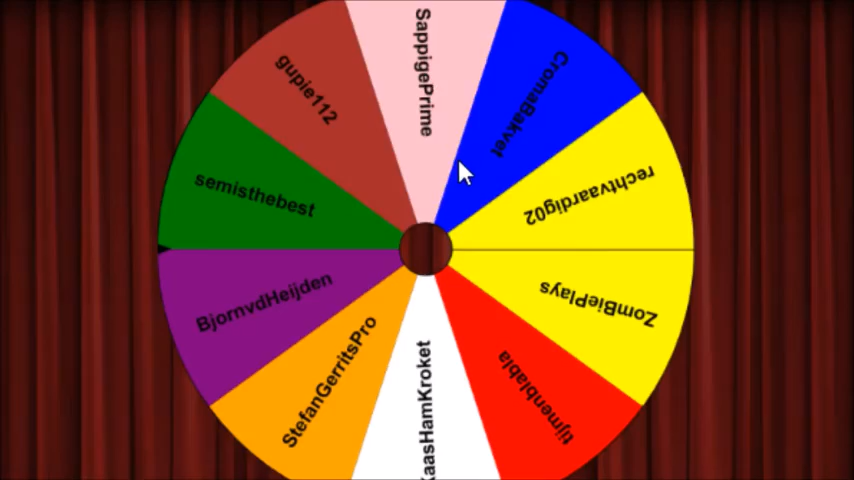 SappigePrime
CromaBakvet
rechtvaardig02
ZomBiePlays
tijmenblabla
KaasHamKroket
StefanGerritsPro
BjornvdHeijden
semisthebest
gupie112